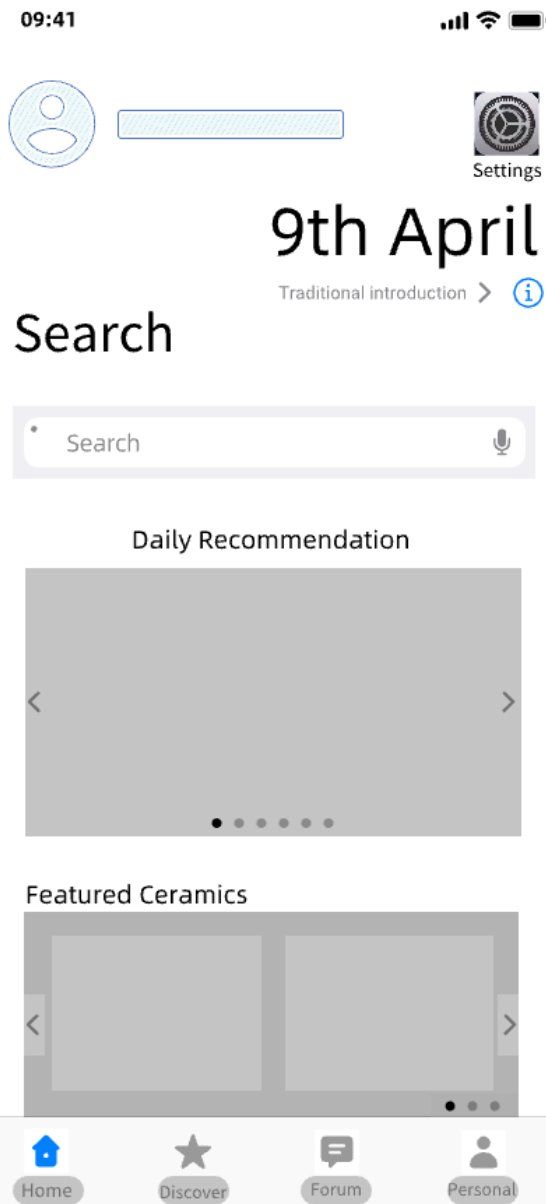 09:41
Settings
9th April
Traditional introduction
Search
Search
Daily Recommendation
Featured Ceramics
Home
Discover
Forum
Personal